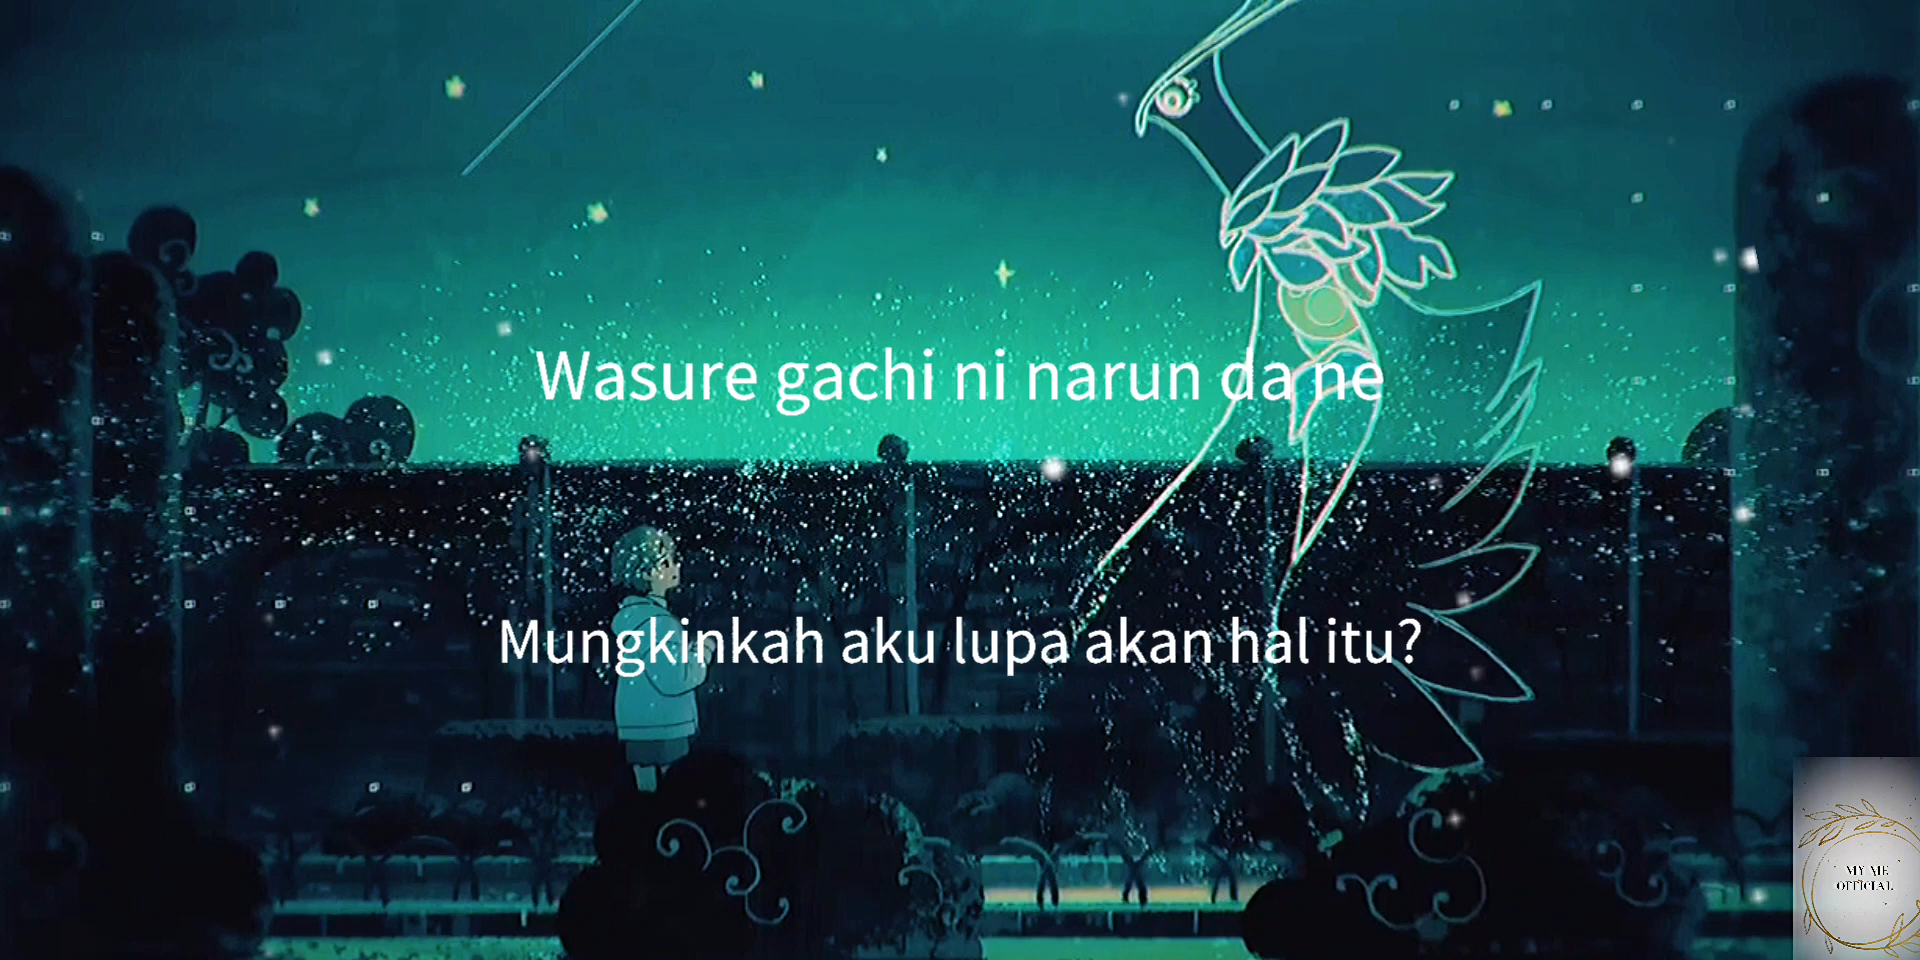 Wasure gachi ni narun da ne
Mungkinkah aku lupa akan hal itu?
MY ME
OFFICIAL